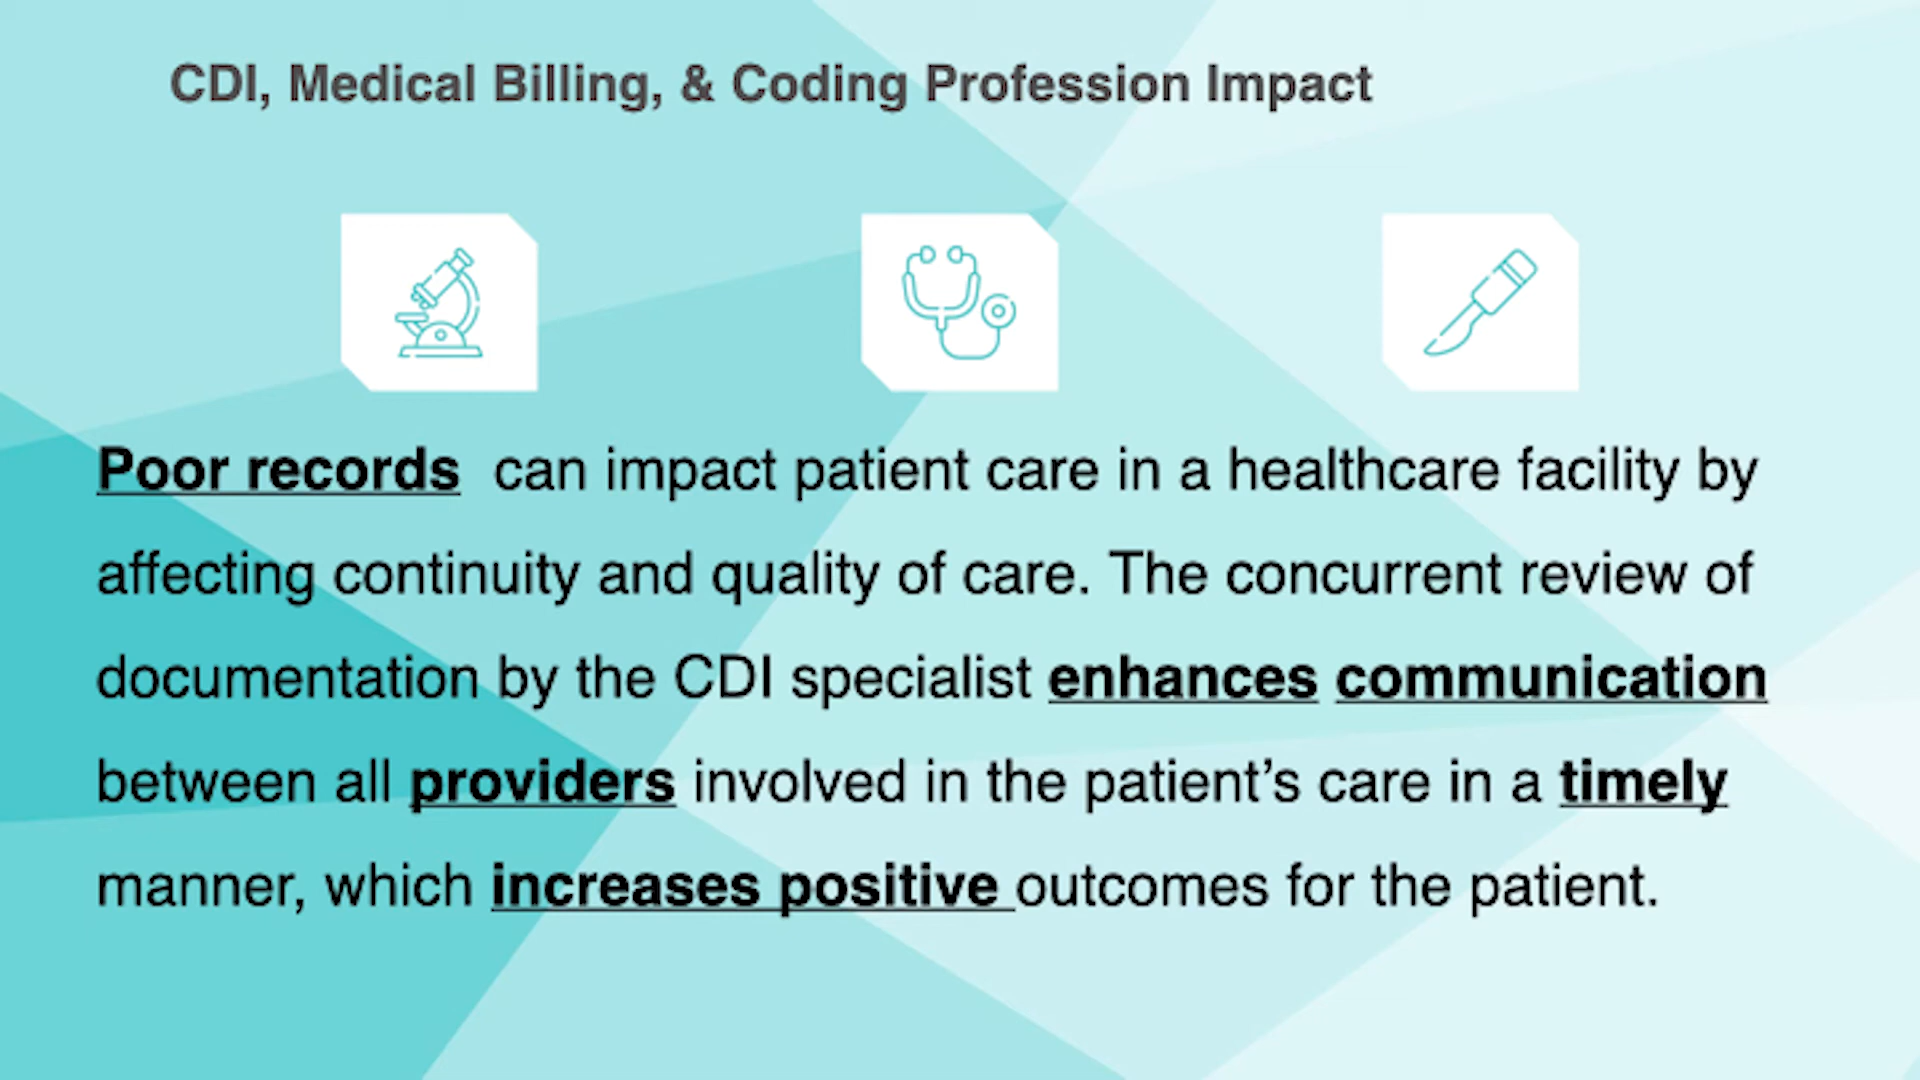 CDI, Medical Billing, & Coding Profession Impact
Poor records can impact patient care in a healthcare facility by
affecting continuity and quality of care. The concurrent review of
documentation by the CDI specialist enhances communication
between all providers involved in the patient’s care in a timely
manner, which increases positive outcomes for the patient.